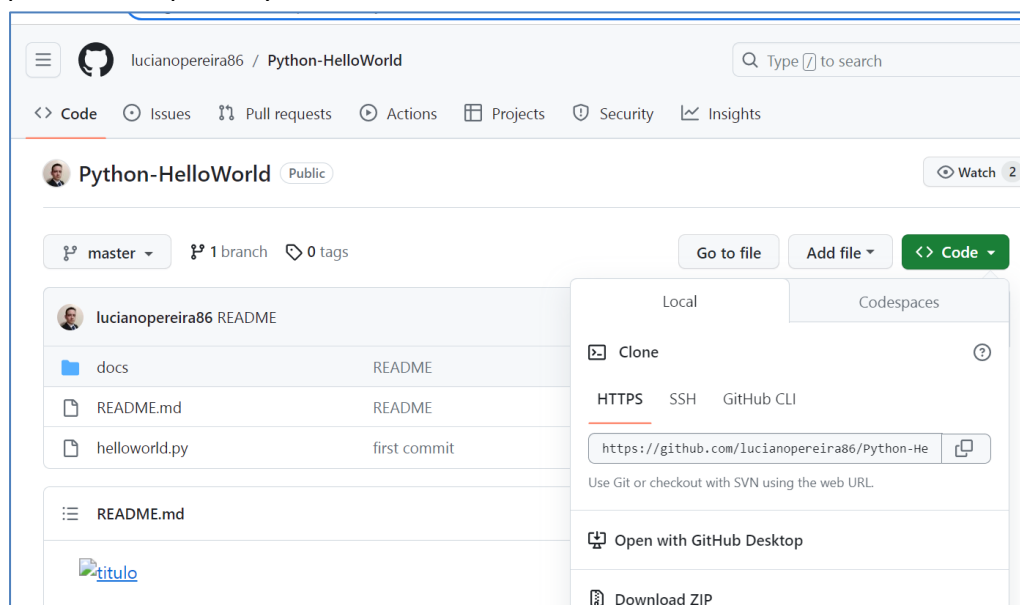 lucianopereira86 / Python-HelloWorld
Type / to search
Code Issues Pull requests Actions Projects Security Insights
Python-HelloWorld Public
Watch 2
master 1 branch 0 tags
Go to file Add file Code
Local Codespaces
lucianopereira86 README
Clone
docs README
HTTPS SSH GitHub CLI
README.md README
helloworld.py first commit
https://github.com/lucianopereira86/Python-He
Use Git or checkout with SVN using the web URL.
README.md
Open with GitHub Desktop
titulo
Download ZIP